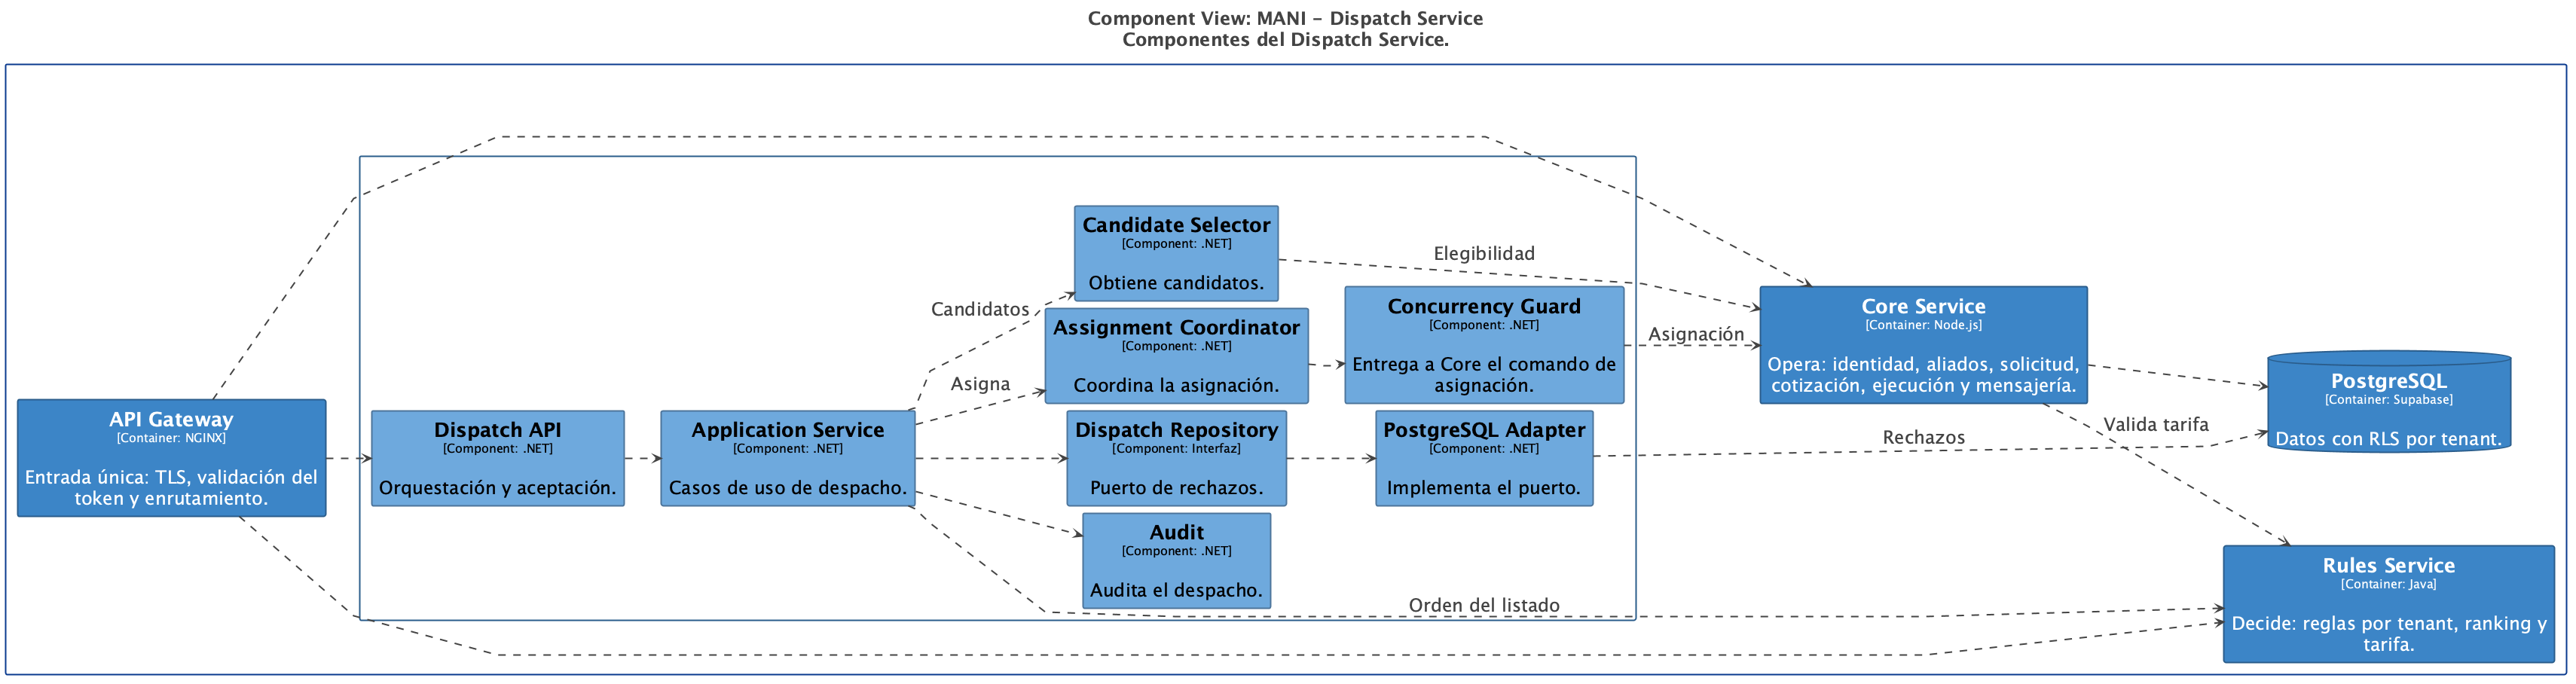 Component View: MANI – Dispatch Service
Componentes del Dispatch Service.
API Gateway
[Container: NGINX]
Entrada única: TLS, validación del
token y enrutamiento.
Dispatch API
[Component: .NET]
Orquestación y aceptación.
Application Service
[Component: .NET]
Casos de uso de despacho.
Candidatos
Asigna
Candidate Selector
[Component: .NET]
Obtiene candidatos.
Assignment Coordinator
[Component: .NET]
Coordina la asignación.
Dispatch Repository
[Component: Interfaz]
Puerto de rechazos.
Audit
[Component: .NET]
Audita el despacho.
Elegibilidad
Concurrency Guard
[Component: .NET]
Entrega a Core el comando de
asignación.
PostgreSQL Adapter
[Component: .NET]
Implementa el puerto.
Orden del listado
Asignación
Core Service
[Container: Node.js]
Opera: identidad, aliados, solicitud,
cotización, ejecución y mensajería.
Rechazos
Valida tarifa
PostgreSQL
[Container: Supabase]
Datos con RLS por tenant.
Rules Service
[Container: Java]
Decide: reglas por tenant, ranking y
tarifa.